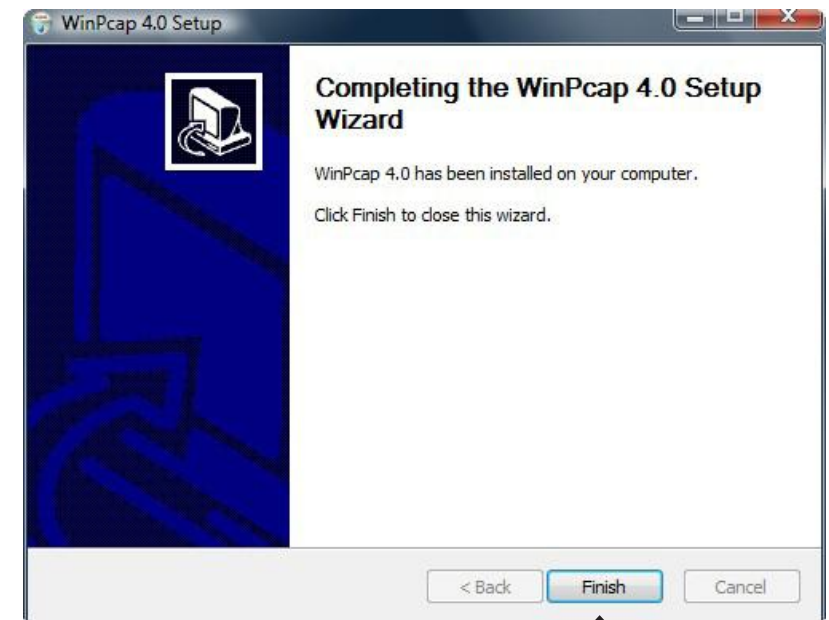 WinPcap 4.0 Setup
Completing the WinPcap 4.0 Setup
Wizard
WinPcap 4.0 has been installed on your computer.
Click Finish to close this wizard.
< Back Finish Cancel